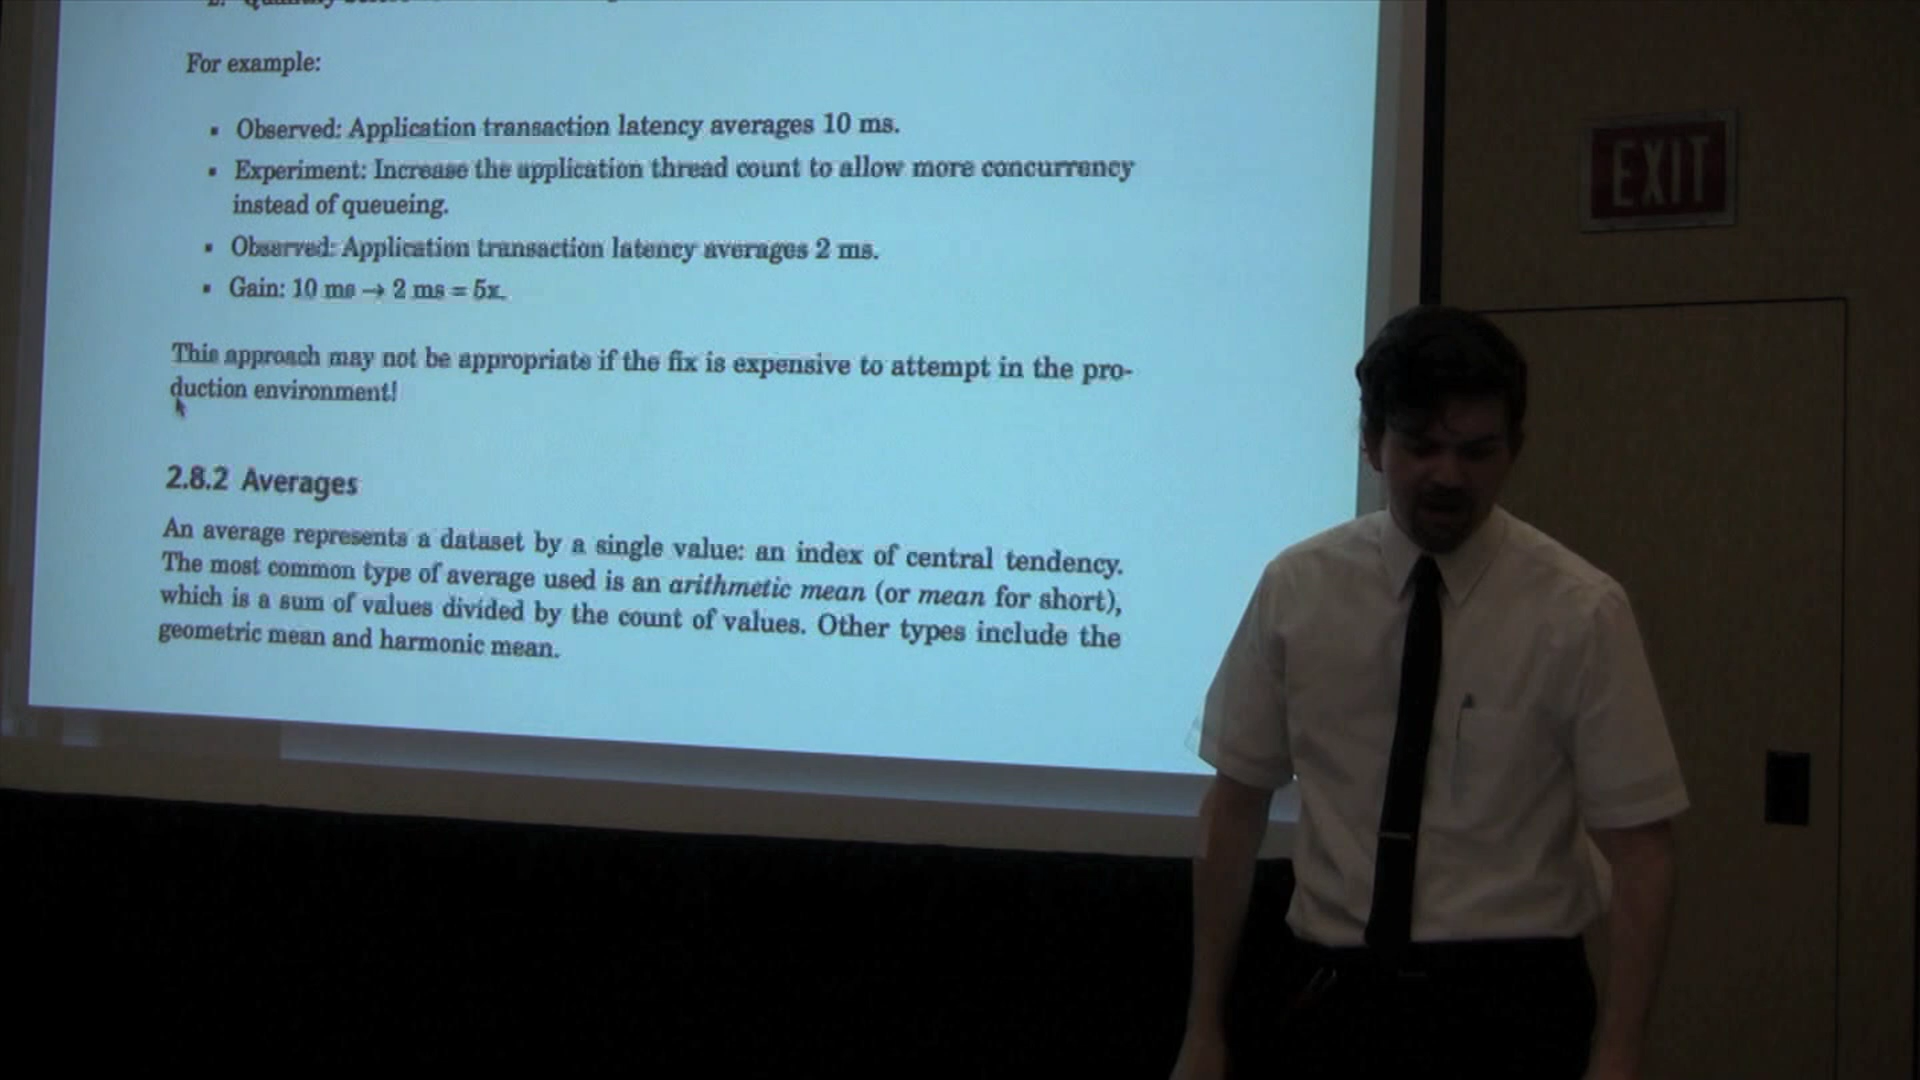 For example:
▪ Observed: Application transaction latency averages 10 ms.
▪ Experiment: Increase the application thread count to allow more concurrency
instead of queueing.
▪ Observed: Application transaction latency averages 2 ms.
▪ Gain: 10 ms → 2 ms = 5x.
This approach may not be appropriate if the fix is expensive to attempt in the pro-
duction environment!
2.8.2 Averages
An average represents a dataset by a single value: an index of central tendency.
The most common type of average used is an arithmetic mean (or mean for short),
which is a sum of values divided by the count of values. Other types include the
geometric mean and harmonic mean.
EXIT